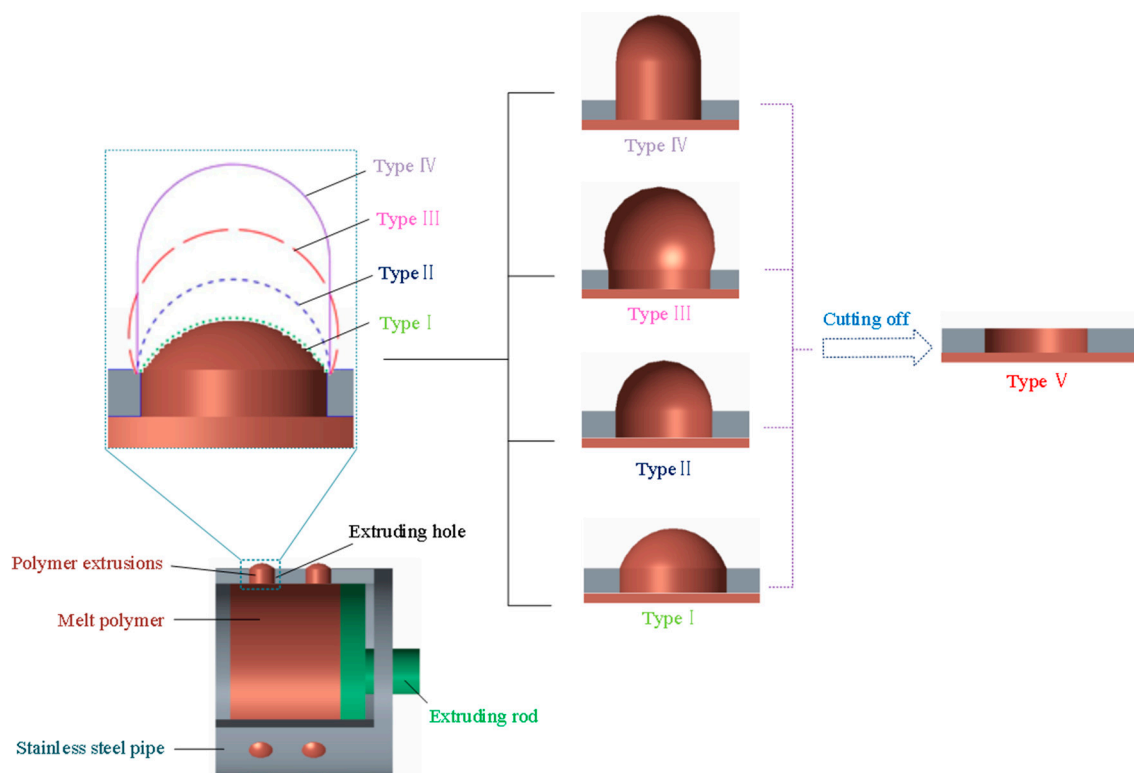 Type Ⅳ
Type Ⅲ
Type Ⅱ
Type Ⅰ
Type Ⅳ
Type Ⅲ
Type Ⅱ
Type Ⅰ
Cutting off
Type Ⅴ
Extruding hole
Polymer extrusions
Melt polymer
Extruding rod
Stainless steel pipe